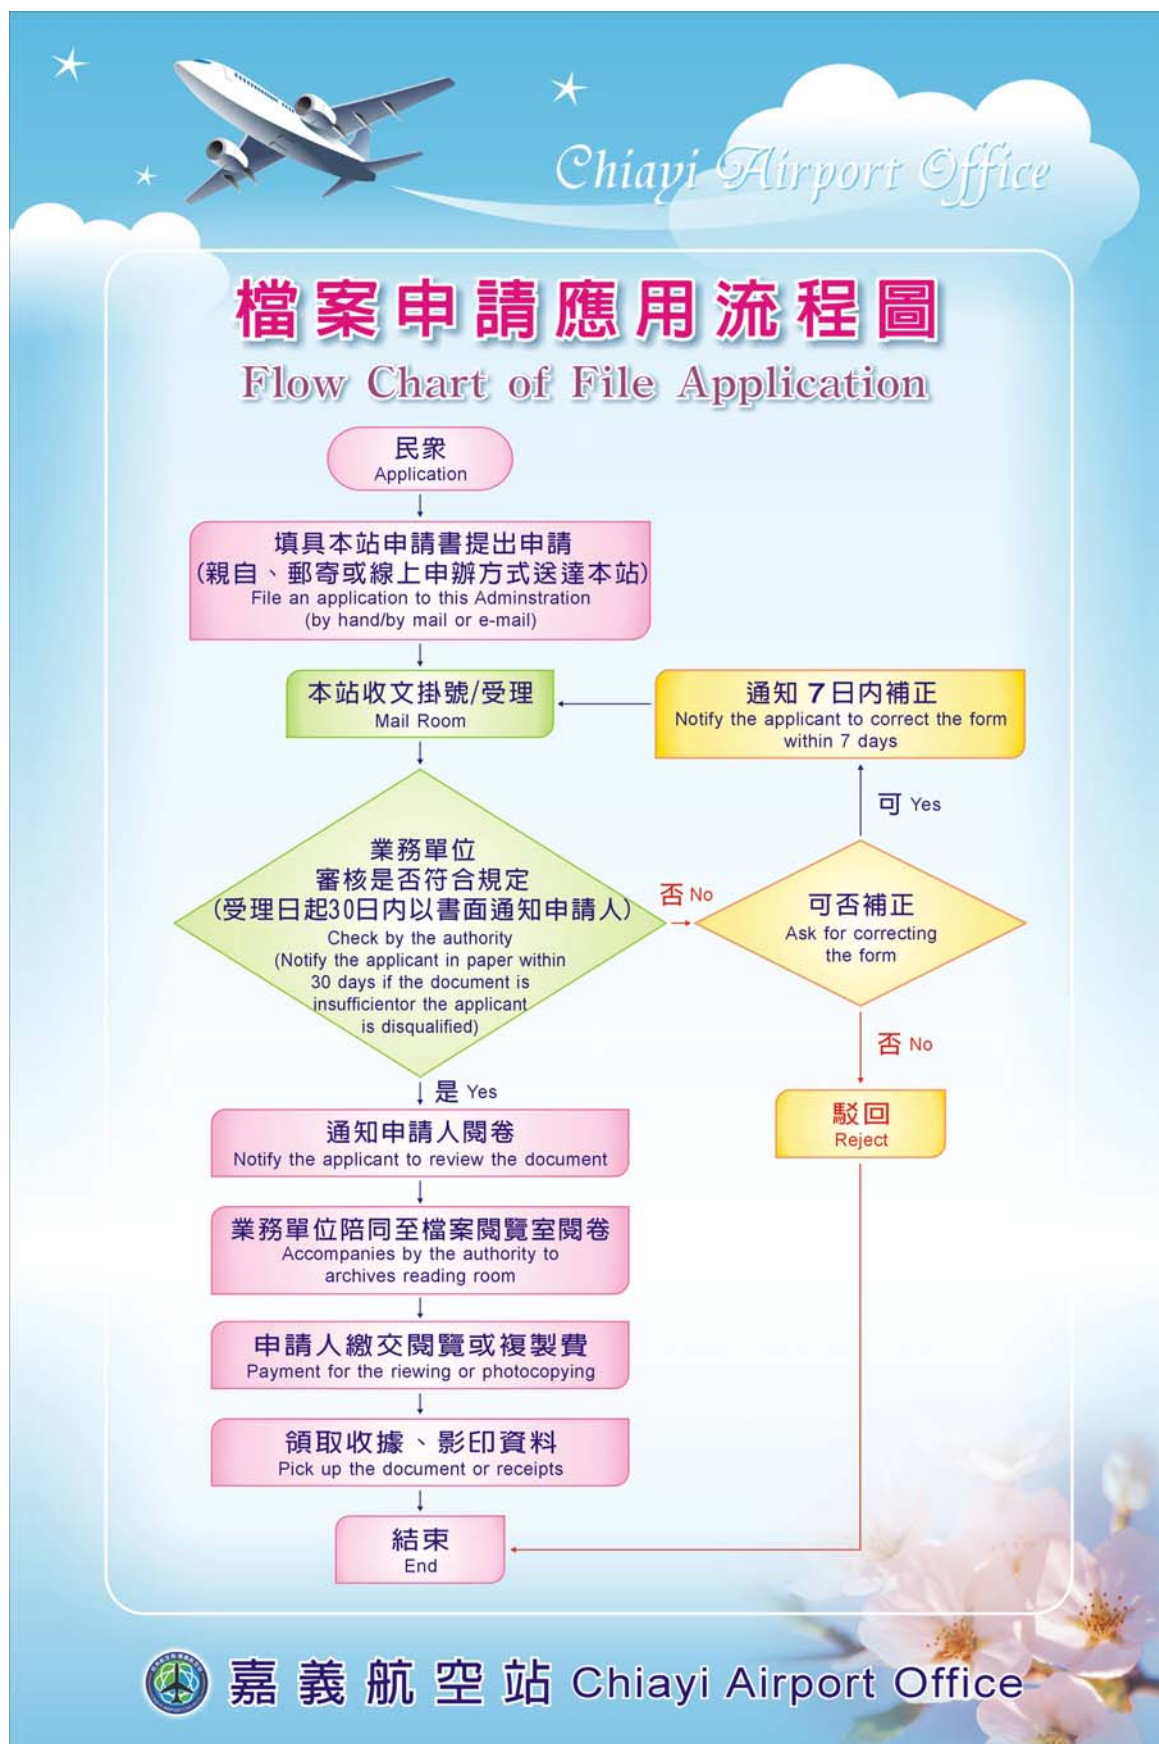 Chiayi Airport Office
檔案申請應用流程圖
Flow Chart of File Application
民眾
Application
填具本站申請書提出申請
(親自、郵寄或線上申辦方式送達本站)
File an application to this Adminstration
(by hand/by mail or e-mail)
本站收文掛號/受理
Mail Room
通知 7日內補正
Notify the applicant to correct the form
within 7 days
可 Yes
業務單位
審核是否符合規定
(受理日起30日內以書面通知申請人)
Check by the authority
(Notify the applicant in paper within
30 days if the document is
insufficientor the applicant
is disqualified)
否 No
可否補正
Ask for correcting
the form
否 No
駁回
Reject
是 Yes
通知申請人閱卷
Notify the applicant to review the document
業務單位陪同至檔案閱覽室閱卷
Accompanies by the authority to
archives reading room
申請人繳交閱覽或複製費
Payment for the riewing or photocopying
領取收據、影印資料
Pick up the document or receipts
結束
End
嘉義航空站 Chiayi Airport Office